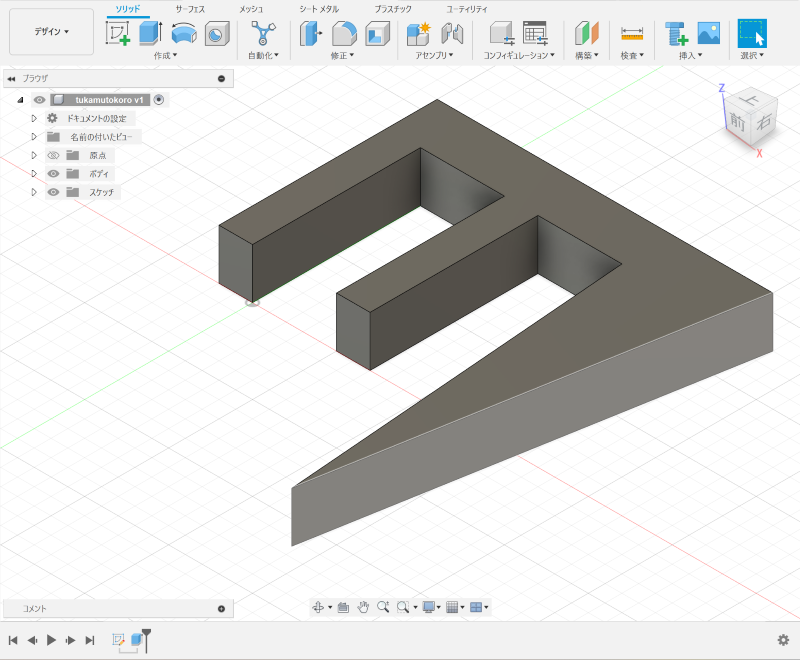 ソリッド サーフェス メッシュ シート メタル プラスチック ユーティリティ
デザイン
作成 自動化 修正 アセンブリ コンフィギュレーション 構築 検査 挿入 選択
ブラウザ
tukamutokoro v1
ドキュメントの設定
名前の付いたビュー
原点
ボディ
スケッチ
Z
上
前 右
X
コメント